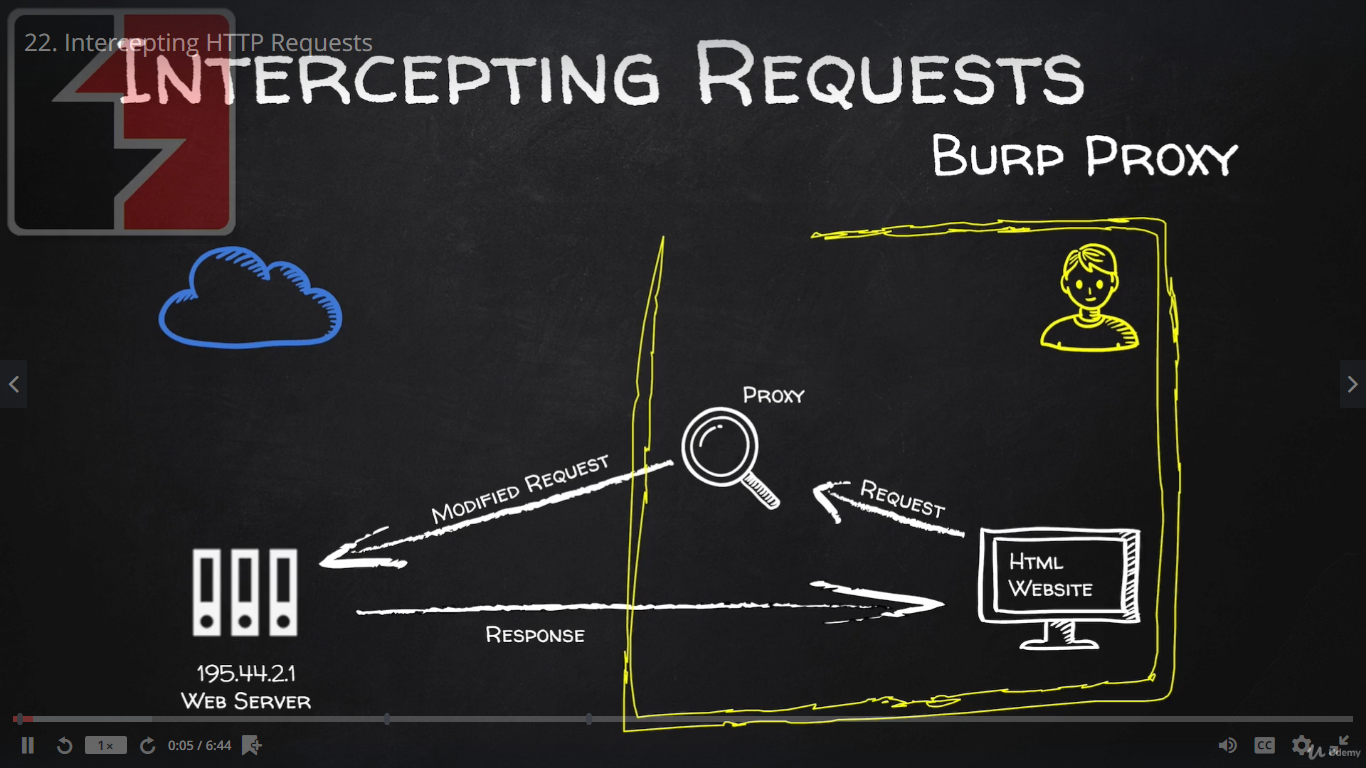 22. Intercepting HTTP Requests
INTERCEPTING REQUESTS
BURP PROXY
PROXY
MODIFIED REQUEST
REQUEST
HTML
WEBSITE
RESPONSE
195.44.2.1
WEB SERVER
1x
0:05 / 6:44
CC
ûdemy